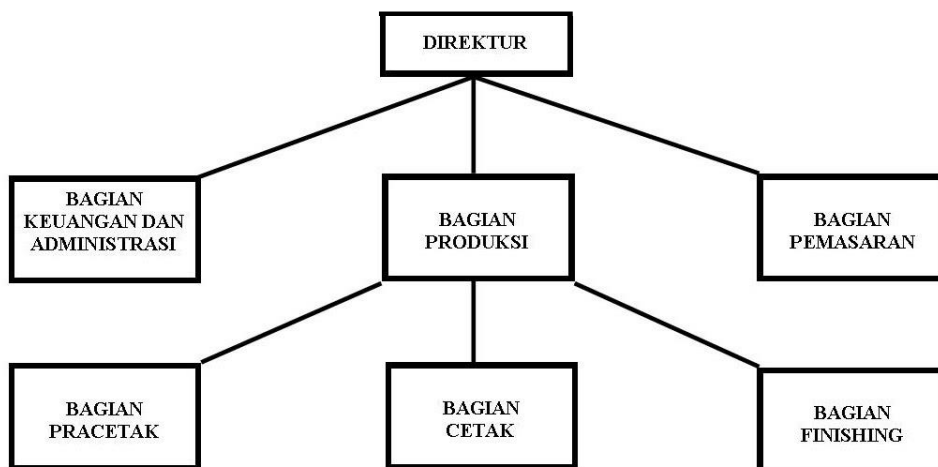 DIREKTUR
BAGIAN
KEUANGAN DAN
ADMINISTRASI
BAGIAN
PRODUKSI
BAGIAN
PEMASARAN
BAGIAN
PRACETAK
BAGIAN
CETAK
BAGIAN
FINISHING